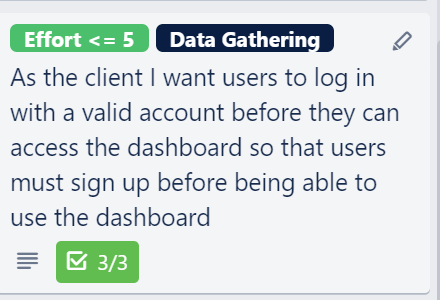 Effort <= 5 Data Gathering
As the client I want users to log in
with a valid account before they can
access the dashboard so that users
must sign up before being able to
use the dashboard
3/3